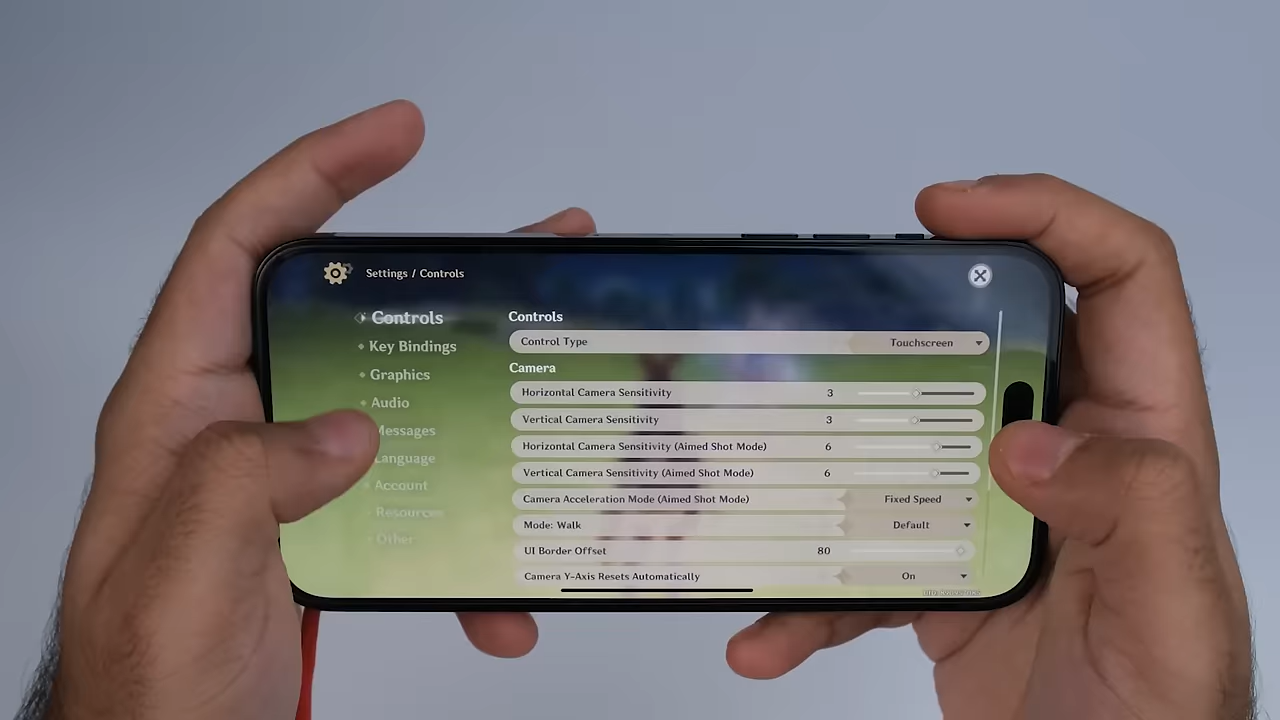 Settings / Controls
Controls
Key Bindings
Graphics
Audio
Messages
Language
Account
Resources
Other
Controls
Control Type Touchscreen
Camera
Horizontal Camera Sensitivity 3
Vertical Camera Sensitivity 3
Horizontal Camera Sensitivity (Aimed Shot Mode) 6
Vertical Camera Sensitivity (Aimed Shot Mode) 6
Camera Acceleration Mode (Aimed Shot Mode) Fixed Speed
Mode: Walk Default
UI Border Offset 80
Camera Y-Axis Resets Automatically On